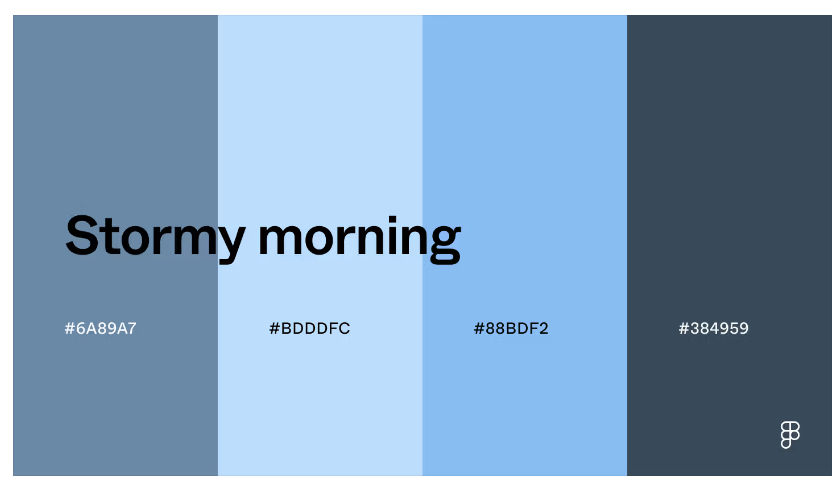 Stormy morning
#6A89A7
#BDDDFC
#88BDF2
#384959